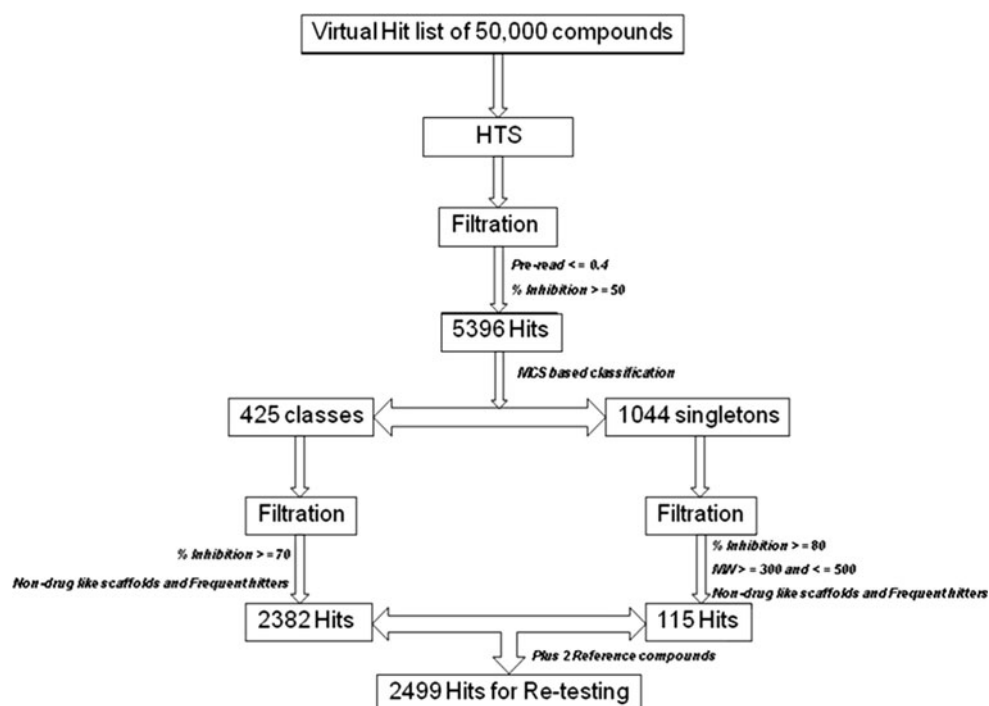 Virtual Hit list of 50,000 compounds
HTS
Filtration
Pre-read <= 0.4
% Inhibition >= 50
5396 Hits
MCS based classification
425 classes
1044 singletons
Filtration
Filtration
% Inhibition >= 70
Non-drug like scaffolds and Frequent hitters
% Inhibition >= 80
MW >= 300 and <= 500
Non-drug like scaffolds and Frequent hitters
2382 Hits
115 Hits
Plus 2 Reference compounds
2499 Hits for Re-testing